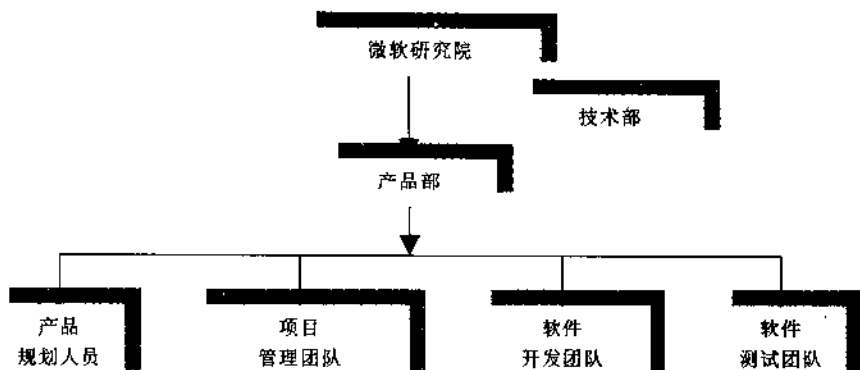 微软研究院
技术部
产品部
产品
规划人员
项目
管理团队
软件
开发团队
软件
测试团队